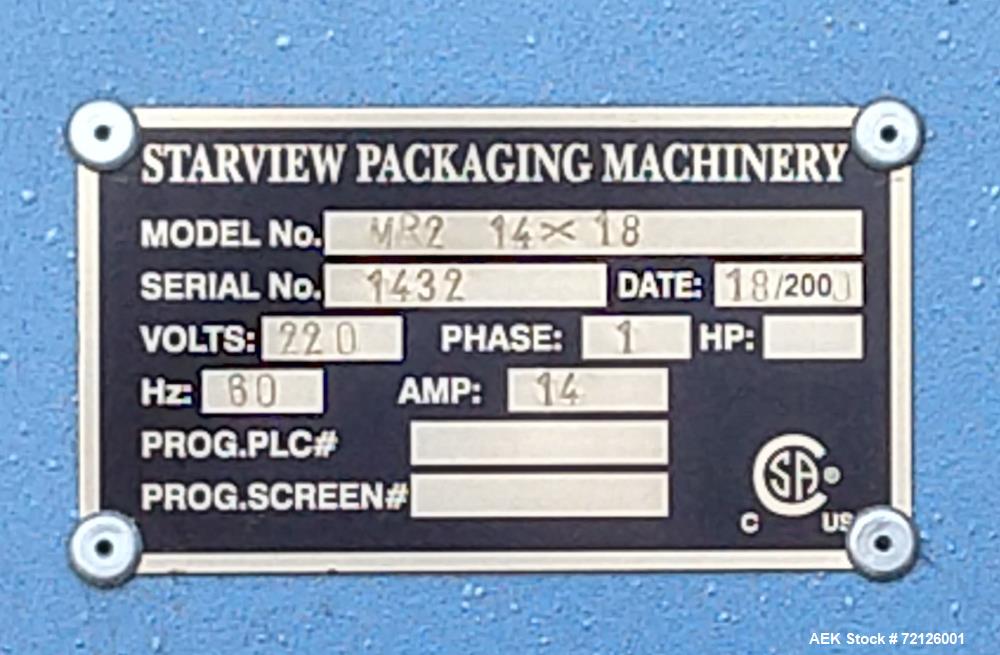 STARVIEW PACKAGING MACHINERY
MODEL No. MR2 14 × 18
SERIAL No. 1432 DATE: 18/200
VOLTS: 220 PHASE: 1 HP:
Hz: 60 AMP: 14
PROG.PLC#
PROG.SCREEN#
CSA®
C US
AEK Stock # 72126001